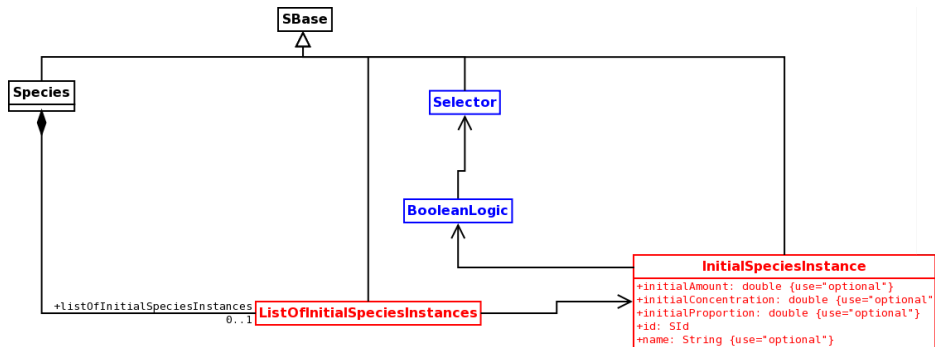 SBase
Species
Selector
BooleanLogic
InitialSpeciesInstance
+initialAmount: double {use="optional"}
+initialConcentration: double {use="optional"
+initialProportion: double {use="optional"}
+id: SId
+name: String {use="optional"}
+listOfInitialSpeciesInstances
0..1
ListOfInitialSpeciesInstances